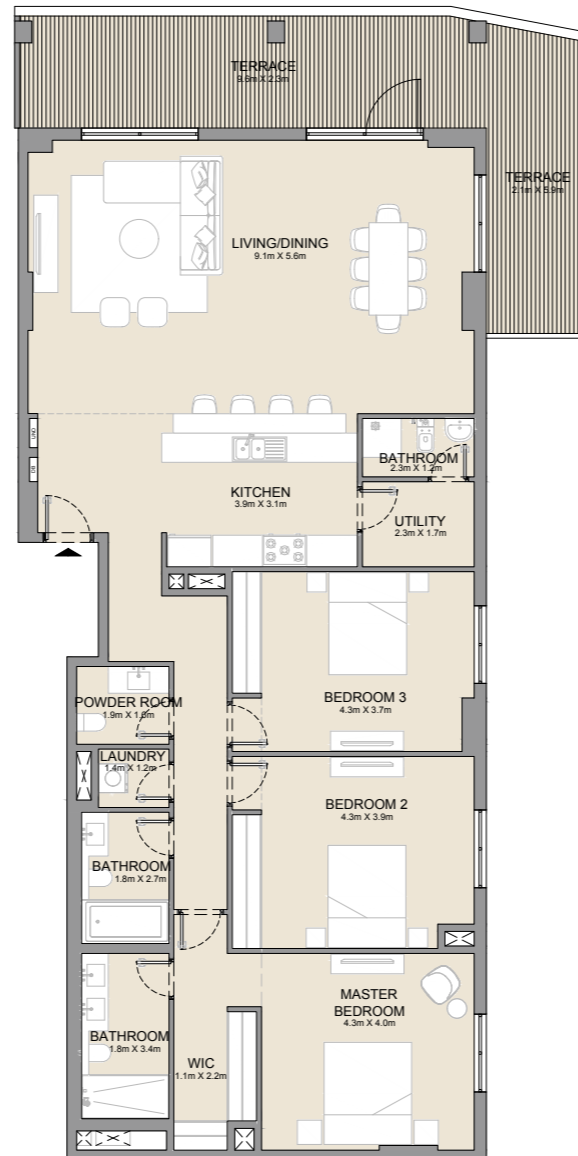 TERRACE
9.6m X 2.3m
TERRACE
2.1m X 5.9m
LIVING/DINING
9.1m X 5.6m
UNO
DB
BATHROOM
2.3m X 1.2m
KITCHEN
3.9m X 3.1m
UTILITY
2.3m X 1.7m
POWDER ROOM
1.9m X 1.6m
BEDROOM 3
4.3m X 3.7m
LAUNDRY
1.4m X 1.2m
BEDROOM 2
4.3m X 3.9m
BATHROOM
1.8m X 2.7m
MASTER
BEDROOM
4.3m X 4.0m
BATHROOM
1.8m X 3.4m
WIC
1.1m X 2.2m